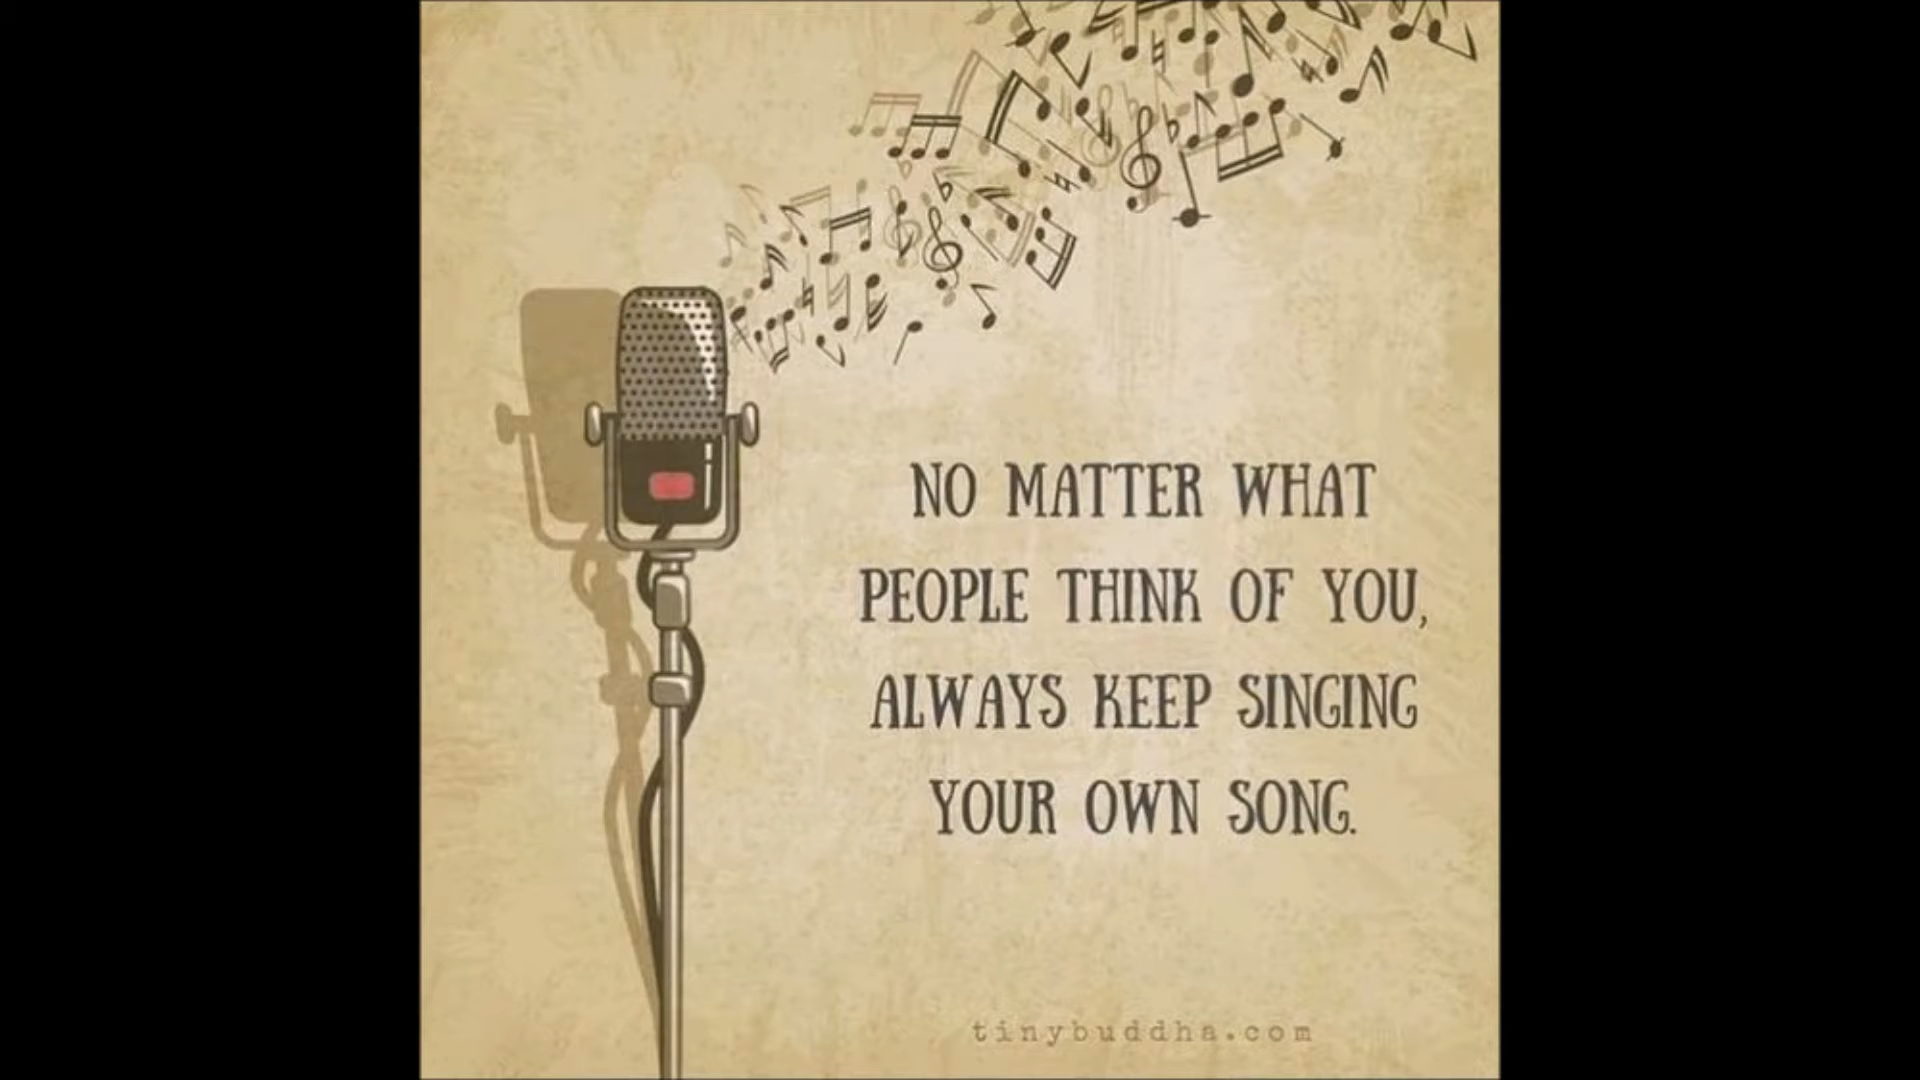 NO MATTER WHAT
PEOPLE THINK OF YOU,
ALWAYS KEEP SINGING
YOUR OWN SONG.
tinybuddha.com